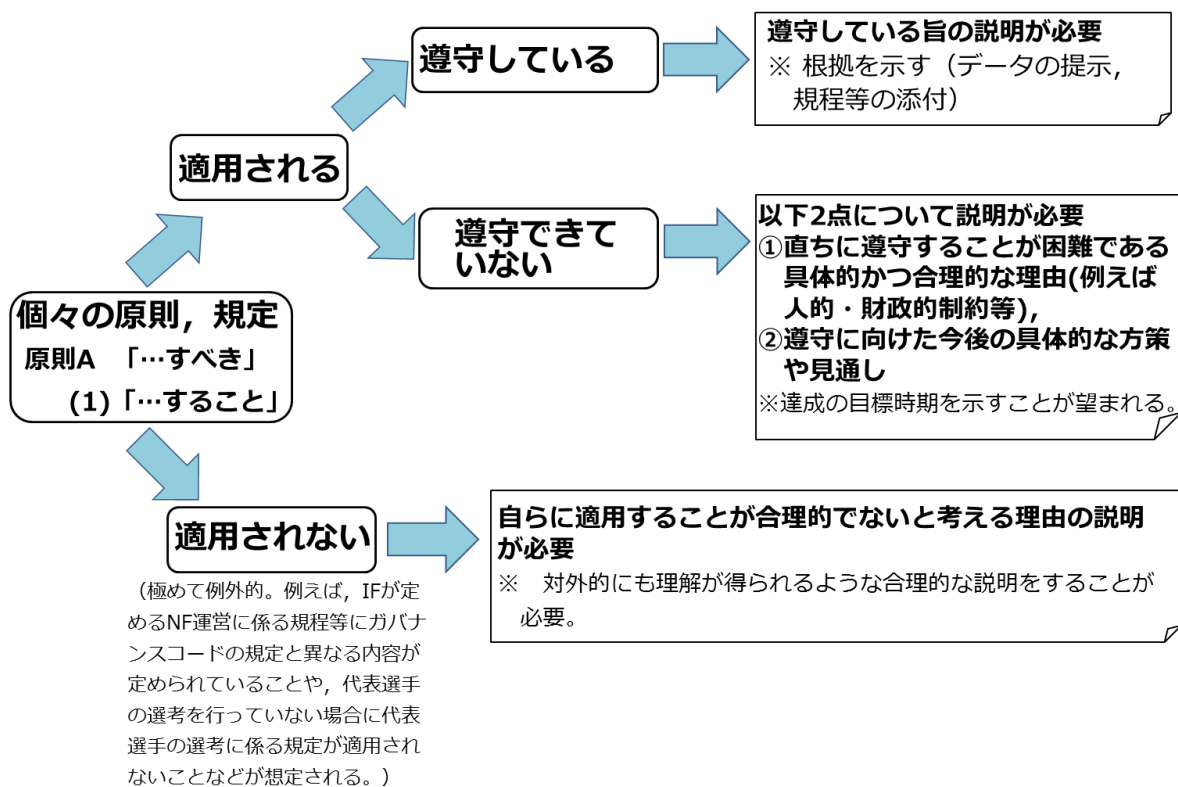 遵守している
遵守している旨の説明が必要
※ 根拠を示す（データの提示，
規程等の添付）
適用される
遵守できて
いない
以下2点について説明が必要
①直ちに遵守することが困難である
具体的かつ合理的な理由(例えば
人的・財政的制約等),
②遵守に向けた今後の具体的な方策
や見通し
※達成の目標時期を示すことが望まれる。
個々の原則，規定
原則A 「…すべき」
(1)「…すること」
適用されない
（極めて例外的。例えば，IFが定
めるNF運営に係る規程等にガバナ
ンスコードの規定と異なる内容が
定められていることや，代表選手
の選考を行っていない場合に代表
選手の選考に係る規定が適用され
ないことなどが想定される。）
自らに適用することが合理的でないと考える理由の説明
が必要
※ 対外的にも理解が得られるような合理的な説明をすることが
必要。